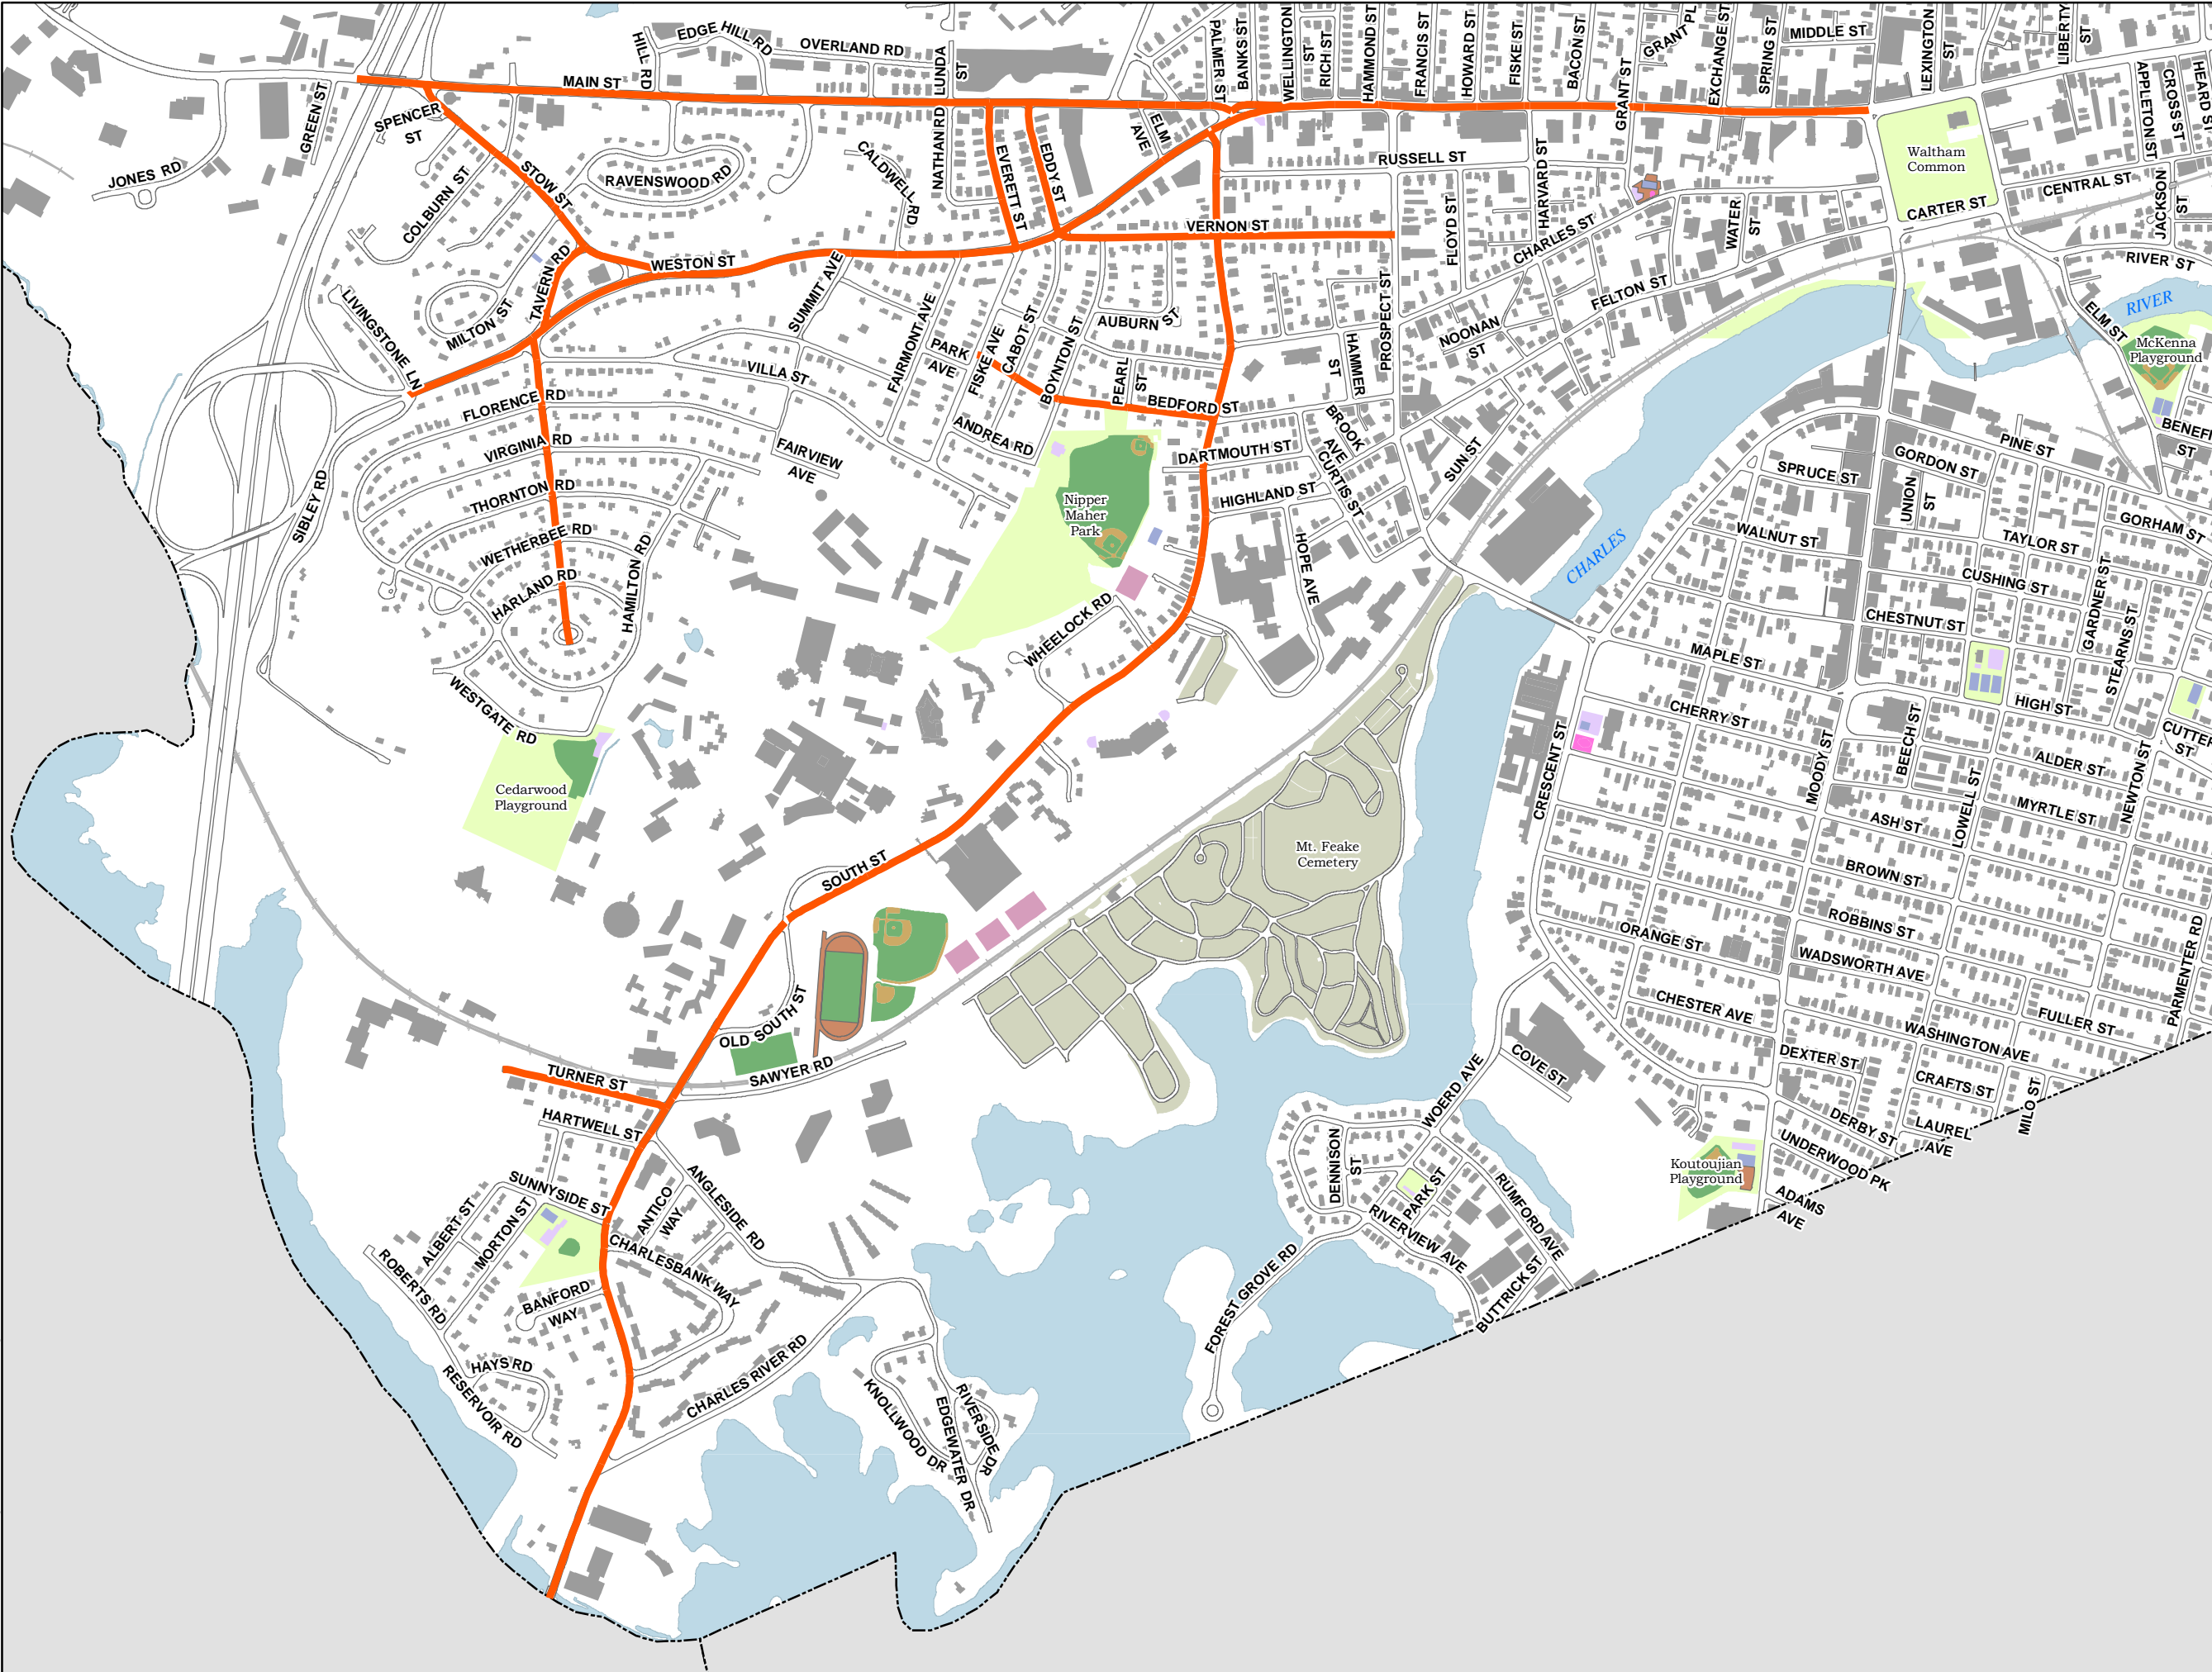 HILL RD
EDGE HILL RD
OVERLAND RD
LUNDA
ST
PALMER ST
BANKS ST
WELLINGTON
ST
RICH ST
HAMMOND ST
FRANCIS ST
HOWARD ST
FISKE ST
BACON ST
GRANT PL
EXCHANGE ST
SPRING ST
MIDDLE ST
LEXINGTON
ST
LIBERTY
ST
APPLETON ST
CROSS ST
HEARD ST
MAIN ST
GREEN ST
SPENCER
ST
JONES RD
COLBURN ST
STOW ST
RAVENSWOOD RD
CALDWELL
RD
NATHAN RD
EVERETT ST
EDDY ST
ELM
AVE
RUSSELL ST
GRANT ST
HARVARD ST
Waltham
Common
CENTRAL ST
CARTER ST
JACKSON
ST
RIVER ST
VERNON ST
FLOYD ST
CHARLES ST
WATER
ST
FELTON ST
RIVER
ELM ST
McKenna
Playground
WESTON ST
TAVERN RD
MILTON ST
LIVINGSTONE LN
SUMMIT AVE
FAIRMONT AVE
PARK
AVE
FISKE AVE
CABOT ST
BOYNTON ST
AUBURN ST
PEARL
ST
BEDFORD ST
HAMMER
ST
PROSPECT ST
NOONAN
ST
VILLA ST
FLORENCE RD
VIRGINIA RD
THORNTON RD
WETHERBEE RD
HARLAND RD
HAMILTON RD
SIBLEY RD
FAIRVIEW
AVE
ANDREA RD
DARTMOUTH ST
BROOK
AVE
CURTIS ST
SUN ST
HIGHLAND ST
HOPE AVE
Nipper
Maher
Park
WHEELOCK RD
CHARLES
BENEFIT
ST
PINE ST
GORDON ST
SPRUCE ST
UNION
ST
WALNUT ST
TAYLOR ST
GORHAM ST
CUSHING ST
CHESTNUT ST
GARDNER ST
STEARNS ST
MAPLE ST
CHERRY ST
HIGH ST
CUTTER
ST
CRESCENT ST
MOODY ST
BEECH ST
ALDER ST
LOWELL ST
MYRTLE ST
NEWTON ST
ASH ST
BROWN ST
ROBBINS ST
ORANGE ST
WADSWORTH AVE
PARMENTER RD
CHESTER AVE
FULLER ST
WASHINGTON AVE
DEXTER ST
CRAFTS ST
MILO ST
DERBY ST
LAUREL
AVE
UNDERWOOD PK
ADAMS
AVE
Koutoujian
Playground
WESTGATE RD
Cedarwood
Playground
Mt. Feake
Cemetery
SOUTH ST
OLD SOUTH ST
SAWYER RD
TURNER ST
HARTWELL ST
SUNNYSIDE ST
ALBERT ST
MORTON ST
ANTICO
WAY
ANGLESIDE RD
CHARLESBANK WAY
ROBERTS RD
BANFORD
WAY
HAYS RD
RESERVOIR RD
CHARLES RIVER RD
KNOLLWOOD DR
EDGEWATER DR
RIVERSIDE
DR
WOERD AVE
COVE ST
DENNISON
ST
PARK ST
RIVERVIEW AVE
RUMFORD AVE
BUTTRICK ST
FOREST GROVE RD